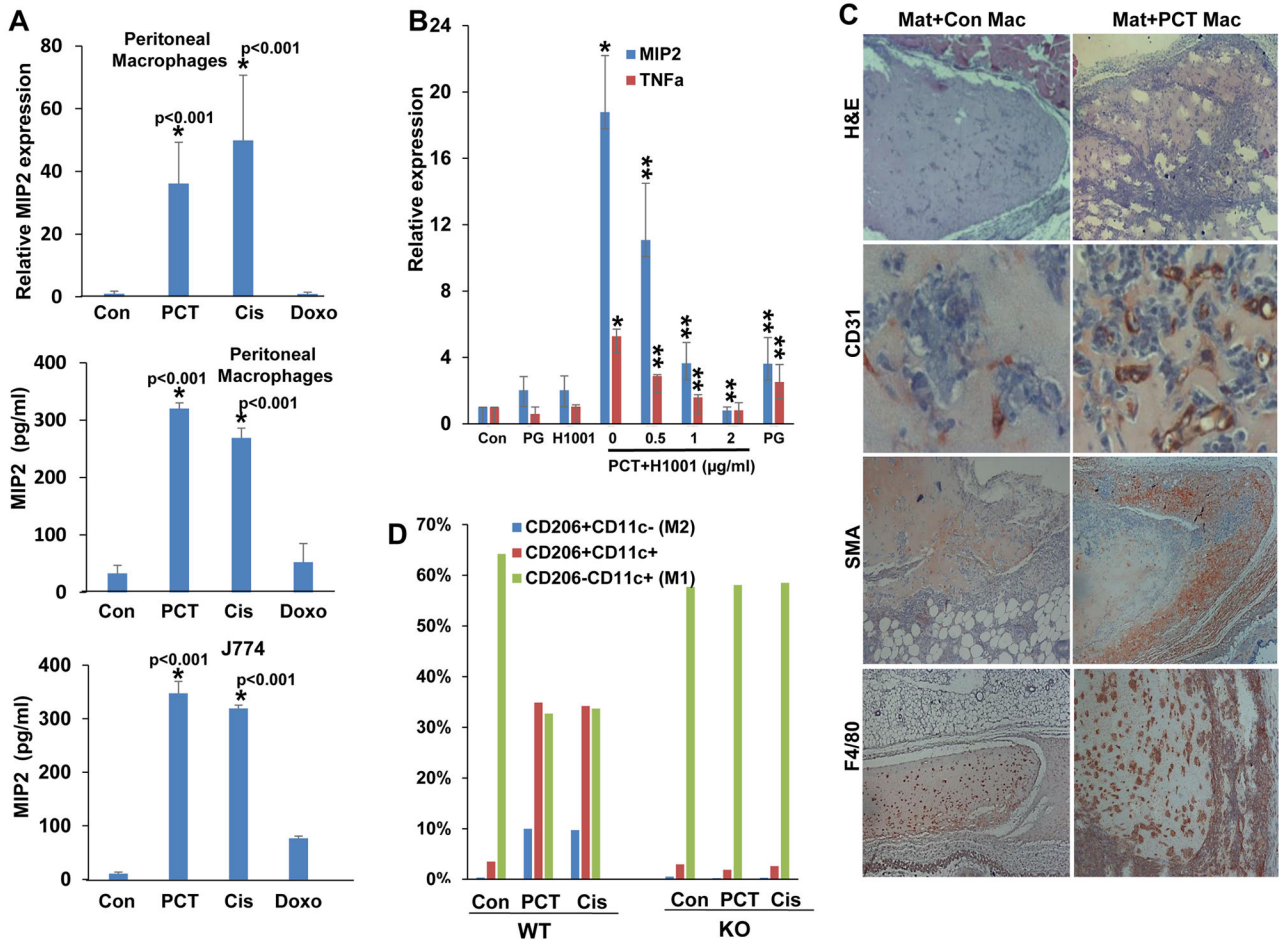 A
Relative MIP2 expression
80
60
40
20
0
Peritoneal
Macrophages
p<0.001
*
p<0.001
*
Con PCT Cis Doxo
MIP2 (pg/ml)
400
300
200
100
0
Peritoneal
Macrophages
p<0.001
*
p<0.001
*
Con PCT Cis Doxo
MIP2 (pg/ml)
400
300
200
100
0
J774
p<0.001
*
p<0.001
*
Con PCT Cis Doxo
B
Relative expression
24
20
16
12
8
4
0
MIP2
TNFa
*
*
**
**
**
**
**
**
**
Con PG H1001 0 0.5 1 2 PG
PCT+H1001 (µg/ml)
C
Mat+Con Mac Mat+PCT Mac
H&E
CD31
SMA
F4/80
D
70%
60%
50%
40%
30%
20%
10%
0%
CD206+CD11c- (M2)
CD206+CD11c+
CD206-CD11c+ (M1)
Con PCT Cis Con PCT Cis
WT KO